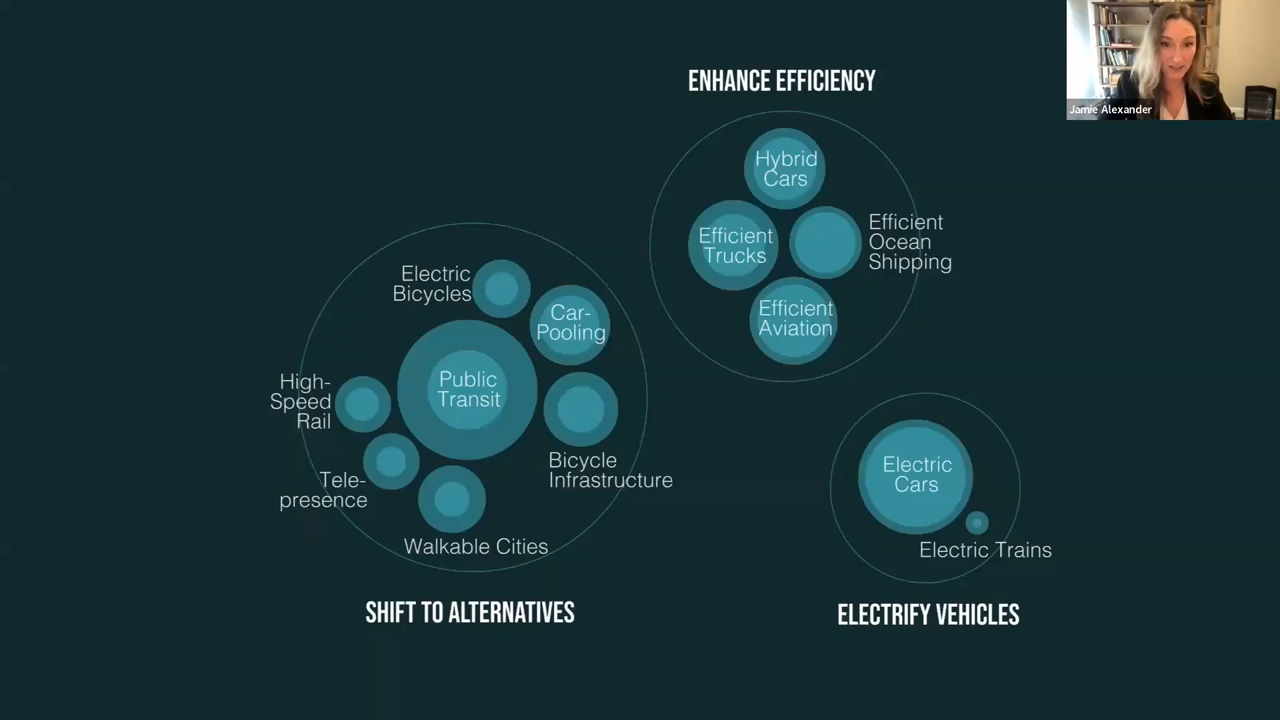 Jamie Alexander
ENHANCE EFFICIENCY
Hybrid
Cars
Efficient
Trucks
Efficient
Ocean
Shipping
Efficient
Aviation
Electric
Bicycles
Car-
Pooling
Public
Transit
High-
Speed
Rail
Bicycle
Infrastructure
Tele-
presence
Walkable Cities
SHIFT TO ALTERNATIVES
Electric
Cars
Electric Trains
ELECTRIFY VEHICLES